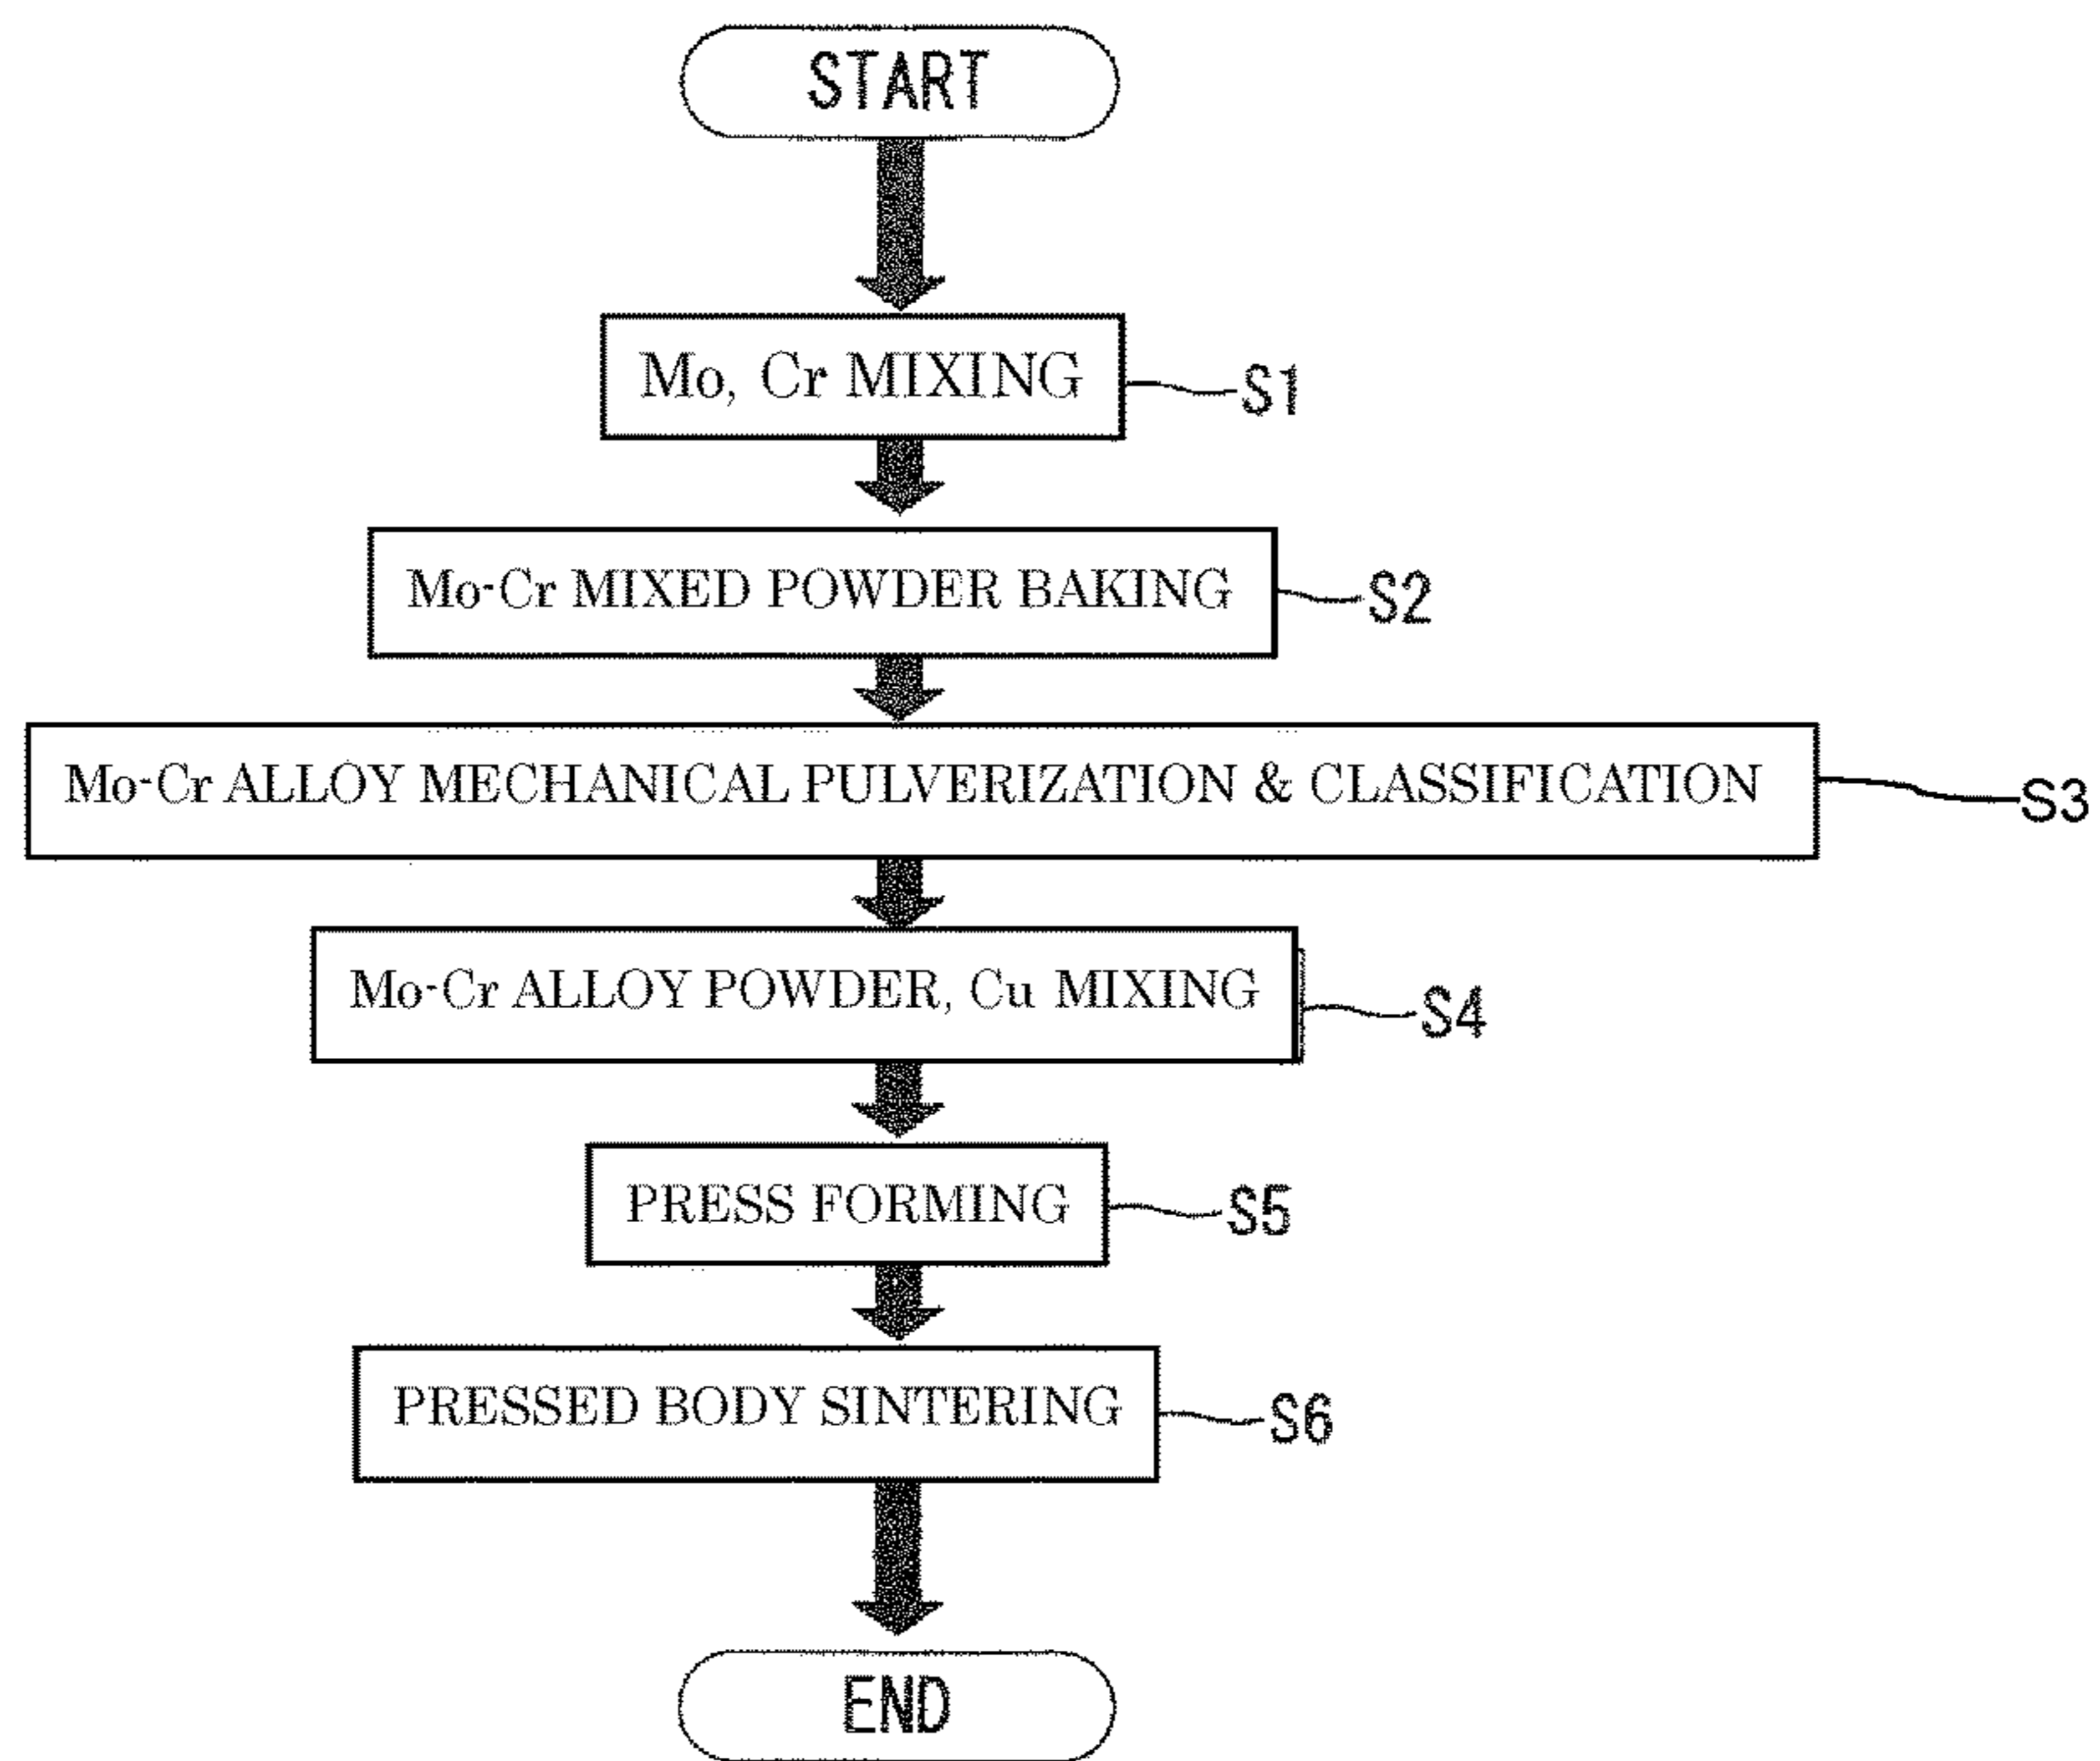 START
Mo, Cr MIXING
S1
Mo-Cr MIXED POWDER BAKING
S2
Mo-Cr ALLOY MECHANICAL PULVERIZATION & CLASSIFICATION
S3
Mo-Cr ALLOY POWDER, Cu MIXING
S4
PRESS FORMING
S5
PRESSED BODY SINTERING
S6
END